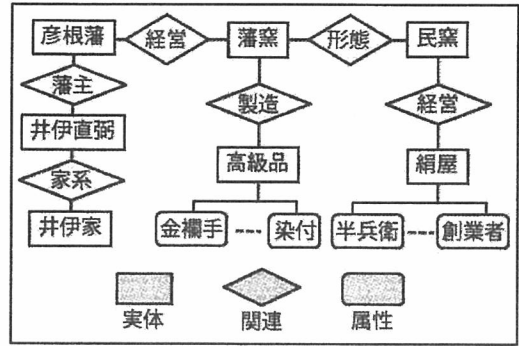 彦根藩 経営 藩窯 形態 民窯
藩主 製造 経営
井伊直弼 高級品 絹屋
家系
井伊家 金襴手 染付 半兵衛 創業者
実体 関連 属性